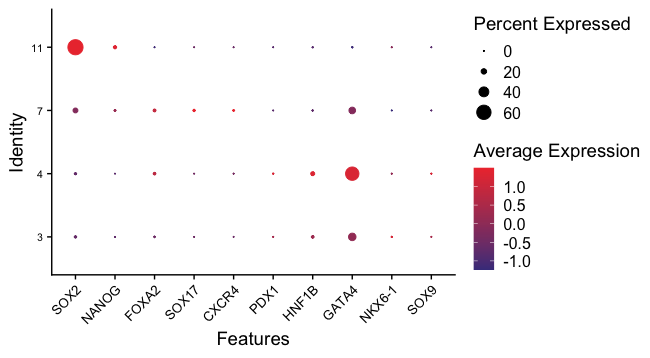 Identity
11
7
4
3
SOX2
NANOG
FOXA2
SOX17
CXCR4
PDX1
HNF1B
GATA4
NKX6-1
SOX9
Features
Percent Expressed
0
20
40
60
Average Expression
1.0
0.5
0.0
-0.5
-1.0